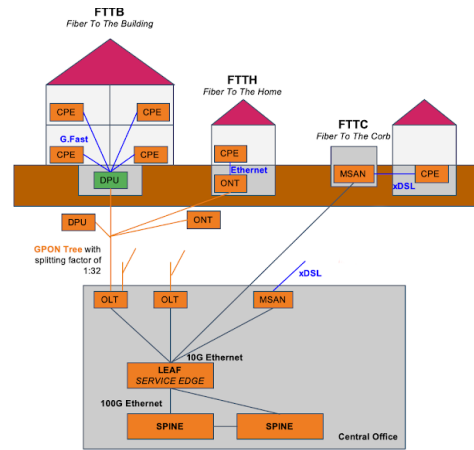 FTTB
Fiber To The Building
FTTH
Fiber To The Home
FTTC
Fiber To The Corb
CPE
CPE
G.Fast
CPE
CPE
DPU
CPE
Ethernet
ONT
MSAN
xDSL
CPE
DPU
ONT
GPON Tree with
splitting factor of
1:32
xDSL
OLT
OLT
MSAN
10G Ethernet
LEAF
SERVICE EDGE
100G Ethernet
SPINE
SPINE
Central Office